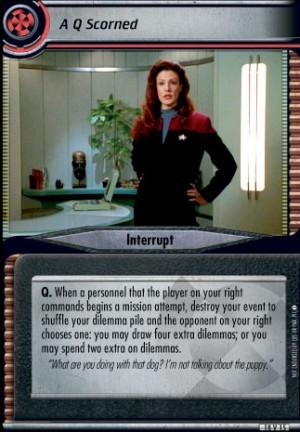 A Q Scorned
Interrupt
Q. When a personnel that the player on your right
commands begins a mission attempt, destroy your event to
shuffle your dilemma pile and the opponent on your right
chooses one: you may draw four extra dilemmas; or you
may spend two extra on dilemmas.
"What are you doing with that dog? I'm not talking about the puppy."
18 V 15